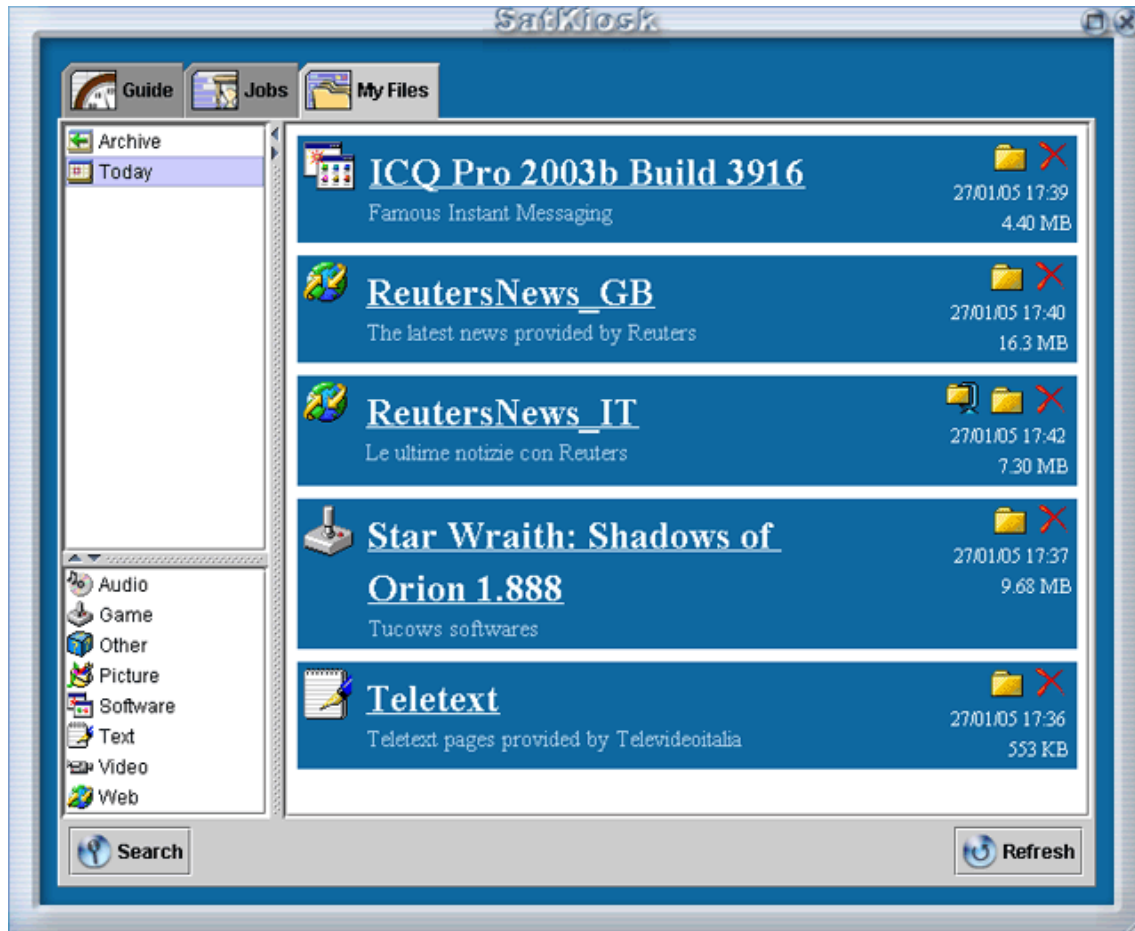 SatKiosk
Guide
Jobs
My Files
Archive
Today
Audio
Game
Other
Picture
Software
Text
Video
Web
ICQ Pro 2003b Build 3916
Famous Instant Messaging
27/01/05 17:39
4.40 MB
ReutersNews_GB
The latest news provided by Reuters
27/01/05 17:40
16.3 MB
ReutersNews_IT
Le ultime notizie con Reuters
27/01/05 17:42
7.30 MB
Star Wraith: Shadows of
Orion 1.888
Tucows softwares
27/01/05 17:37
9.68 MB
Teletext
Teletext pages provided by Televideoitalia
27/01/05 17:36
553 KB
Search
Refresh